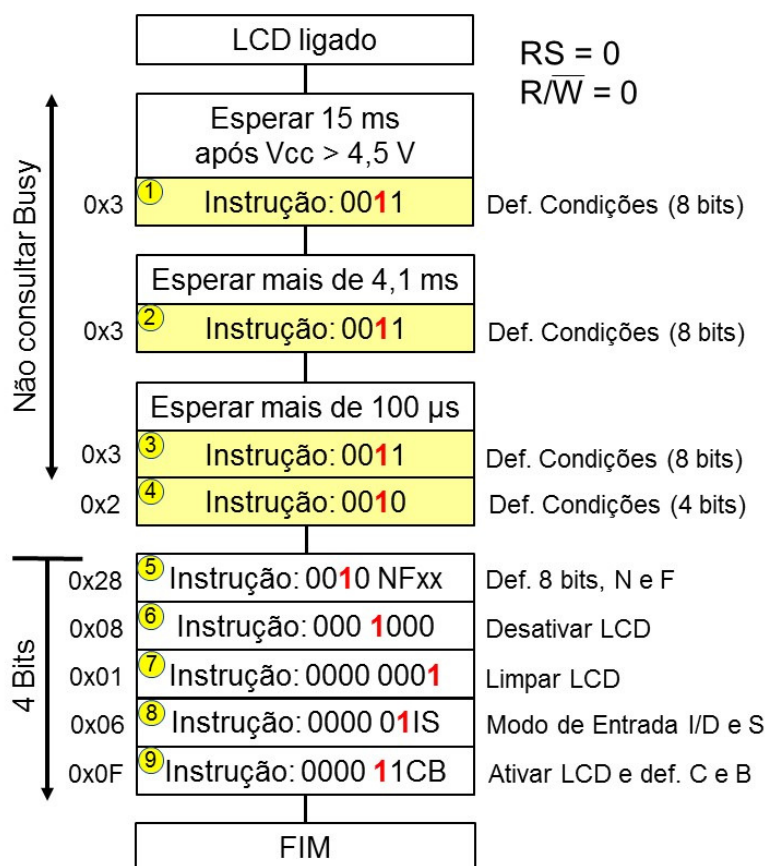 LCD ligado
RS = 0
R/W̅ = 0
Não consultar Busy
Esperar 15 ms
após Vcc > 4,5 V
0x3 1 Instrução: 0011 Def. Condições (8 bits)
Esperar mais de 4,1 ms
0x3 2 Instrução: 0011 Def. Condições (8 bits)
Esperar mais de 100 µs
0x3 3 Instrução: 0011 Def. Condições (8 bits)
0x2 4 Instrução: 0010 Def. Condições (4 bits)
4 Bits
0x28 5 Instrução: 0010 NFxx Def. 8 bits, N e F
0x08 6 Instrução: 000 1000 Desativar LCD
0x01 7 Instrução: 0000 0001 Limpar LCD
0x06 8 Instrução: 0000 01IS Modo de Entrada I/D e S
0x0F 9 Instrução: 0000 11CB Ativar LCD e def. C e B
FIM